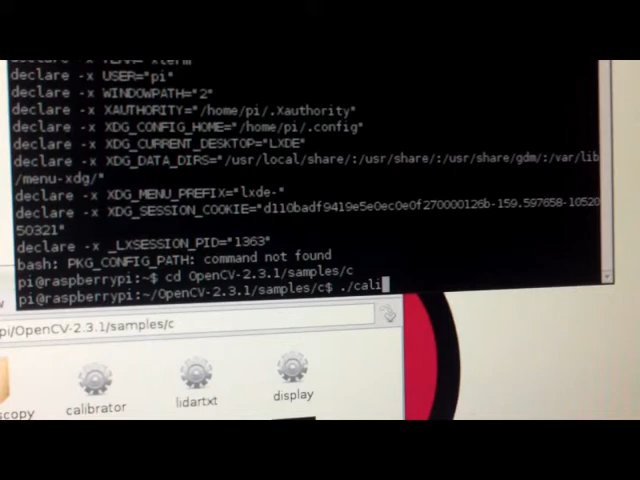 declare -x TERM="xterm"
declare -x USER="pi"
declare -x WINDOWPATH="2"
declare -x XAUTHORITY="/home/pi/.Xauthority"
declare -x XDG_CONFIG_HOME="/home/pi/.config"
declare -x XDG_CURRENT_DESKTOP="LXDE"
declare -x XDG_DATA_DIRS="/usr/local/share/:/usr/share/:/usr/share/gdm/:/var/lib
/menu-xdg/"
declare -x XDG_MENU_PREFIX="lxde-"
declare -x XDG_SESSION_COOKIE="d110badf9419e5e0ec0e0f270000126b-159.597658-10520
50321"
declare -x _LXSESSION_PID="1363"
bash: PKG_CONFIG_PATH: command not found
pi@raspberrypi:~$ cd OpenCV-2.3.1/samples/c
pi@raspberrypi:~/OpenCV-2.3.1/samples/c$ ./cali
pi/OpenCV-2.3.1/samples/c
scopy
calibrator
lidartxt
display